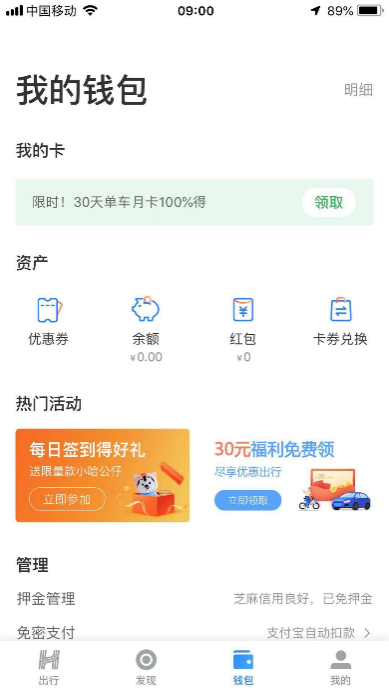 中国移动
09:00
89%
我的钱包
明细
我的卡
限时！30天单车月卡100%得
领取
资产
优惠券
余额
红包
卡券兑换
¥0.00
¥0
热门活动
每日签到得好礼
送限量款小哈公仔
立即参加
30元福利免费领
尽享优惠出行
立即领取
管理
押金管理
芝麻信用良好，已免押金
免密支付
支付宝自动扣款
出行
发现
钱包
我的